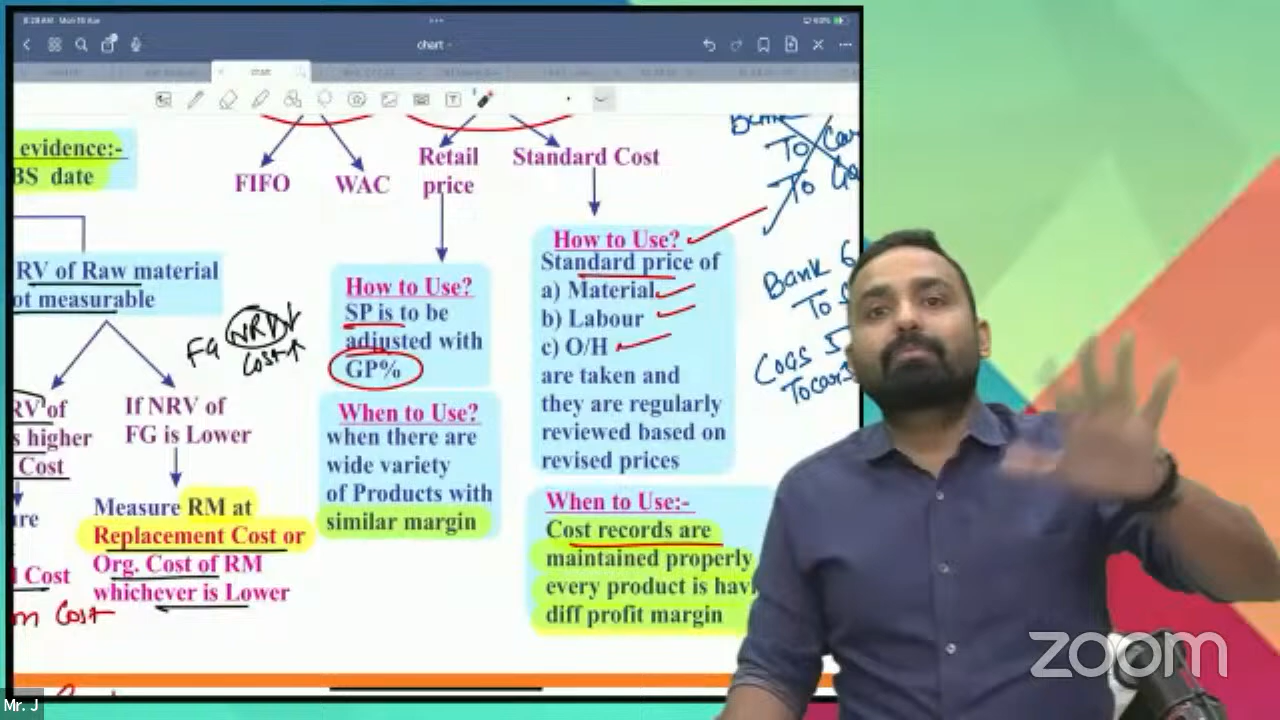 chart
evidence:-
BS date
RV of Raw material
ot measurable
FIFO
WAC
Retail
price
Standard Cost
How to Use?
SP is to be
adjusted with
GP%
When to Use?
when there are
wide variety
of Products with
similar margin
How to Use?
Standard price of
a) Material
b) Labour
c) O/H
are taken and
they are regularly
reviewed based on
revised prices
When to Use:-
Cost records are
maintained properly
every product is havi
diff profit margin
FG NRV
Cost
RV of
s higher
Cost
If NRV of
FG is Lower
Measure RM at
Replacement Cost or
Org. Cost of RM
whichever is Lower
Cost
Cost
Bank
To
To
Bank
To
COGS
To
zoom
Mr. J